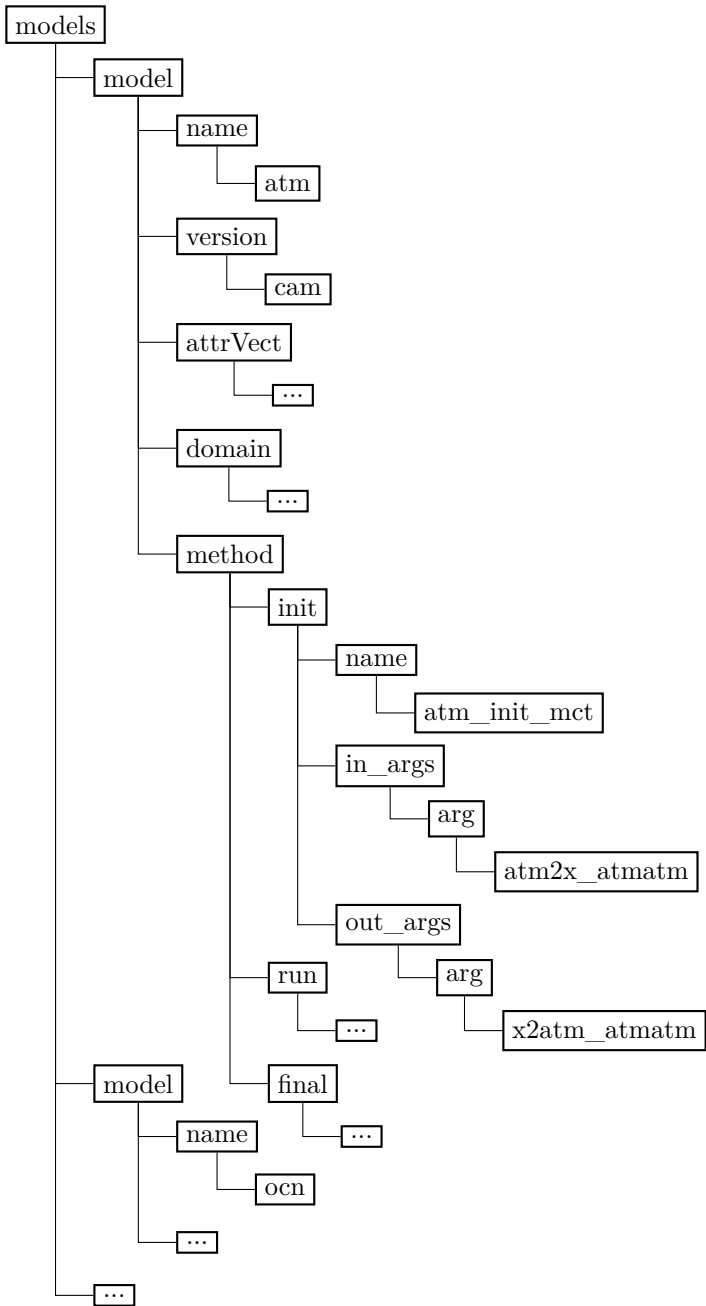 models
model
name
atm
version
cam
attrVect
...
domain
...
method
init
name
atm_init_mct
in_args
arg
atm2x_atmatm
out_args
arg
run
x2atm_atmatm
...
model
final
name
...
ocn
...
...